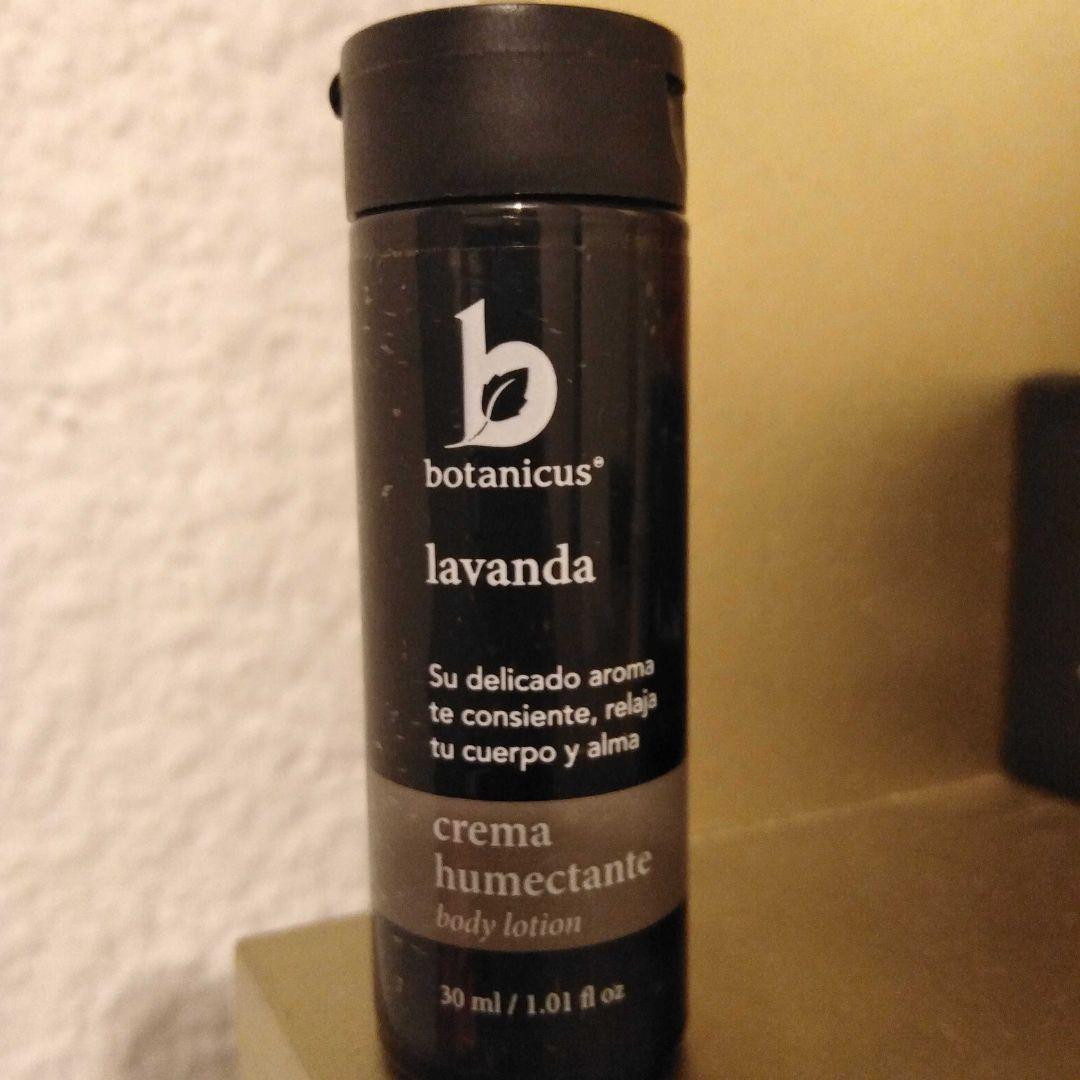 b
botanicus
lavanda
Su delicado aroma
te consiente, relaja
tu cuerpo y alma
crema
humectante
body lotion
30 ml / 1.01 fl oz